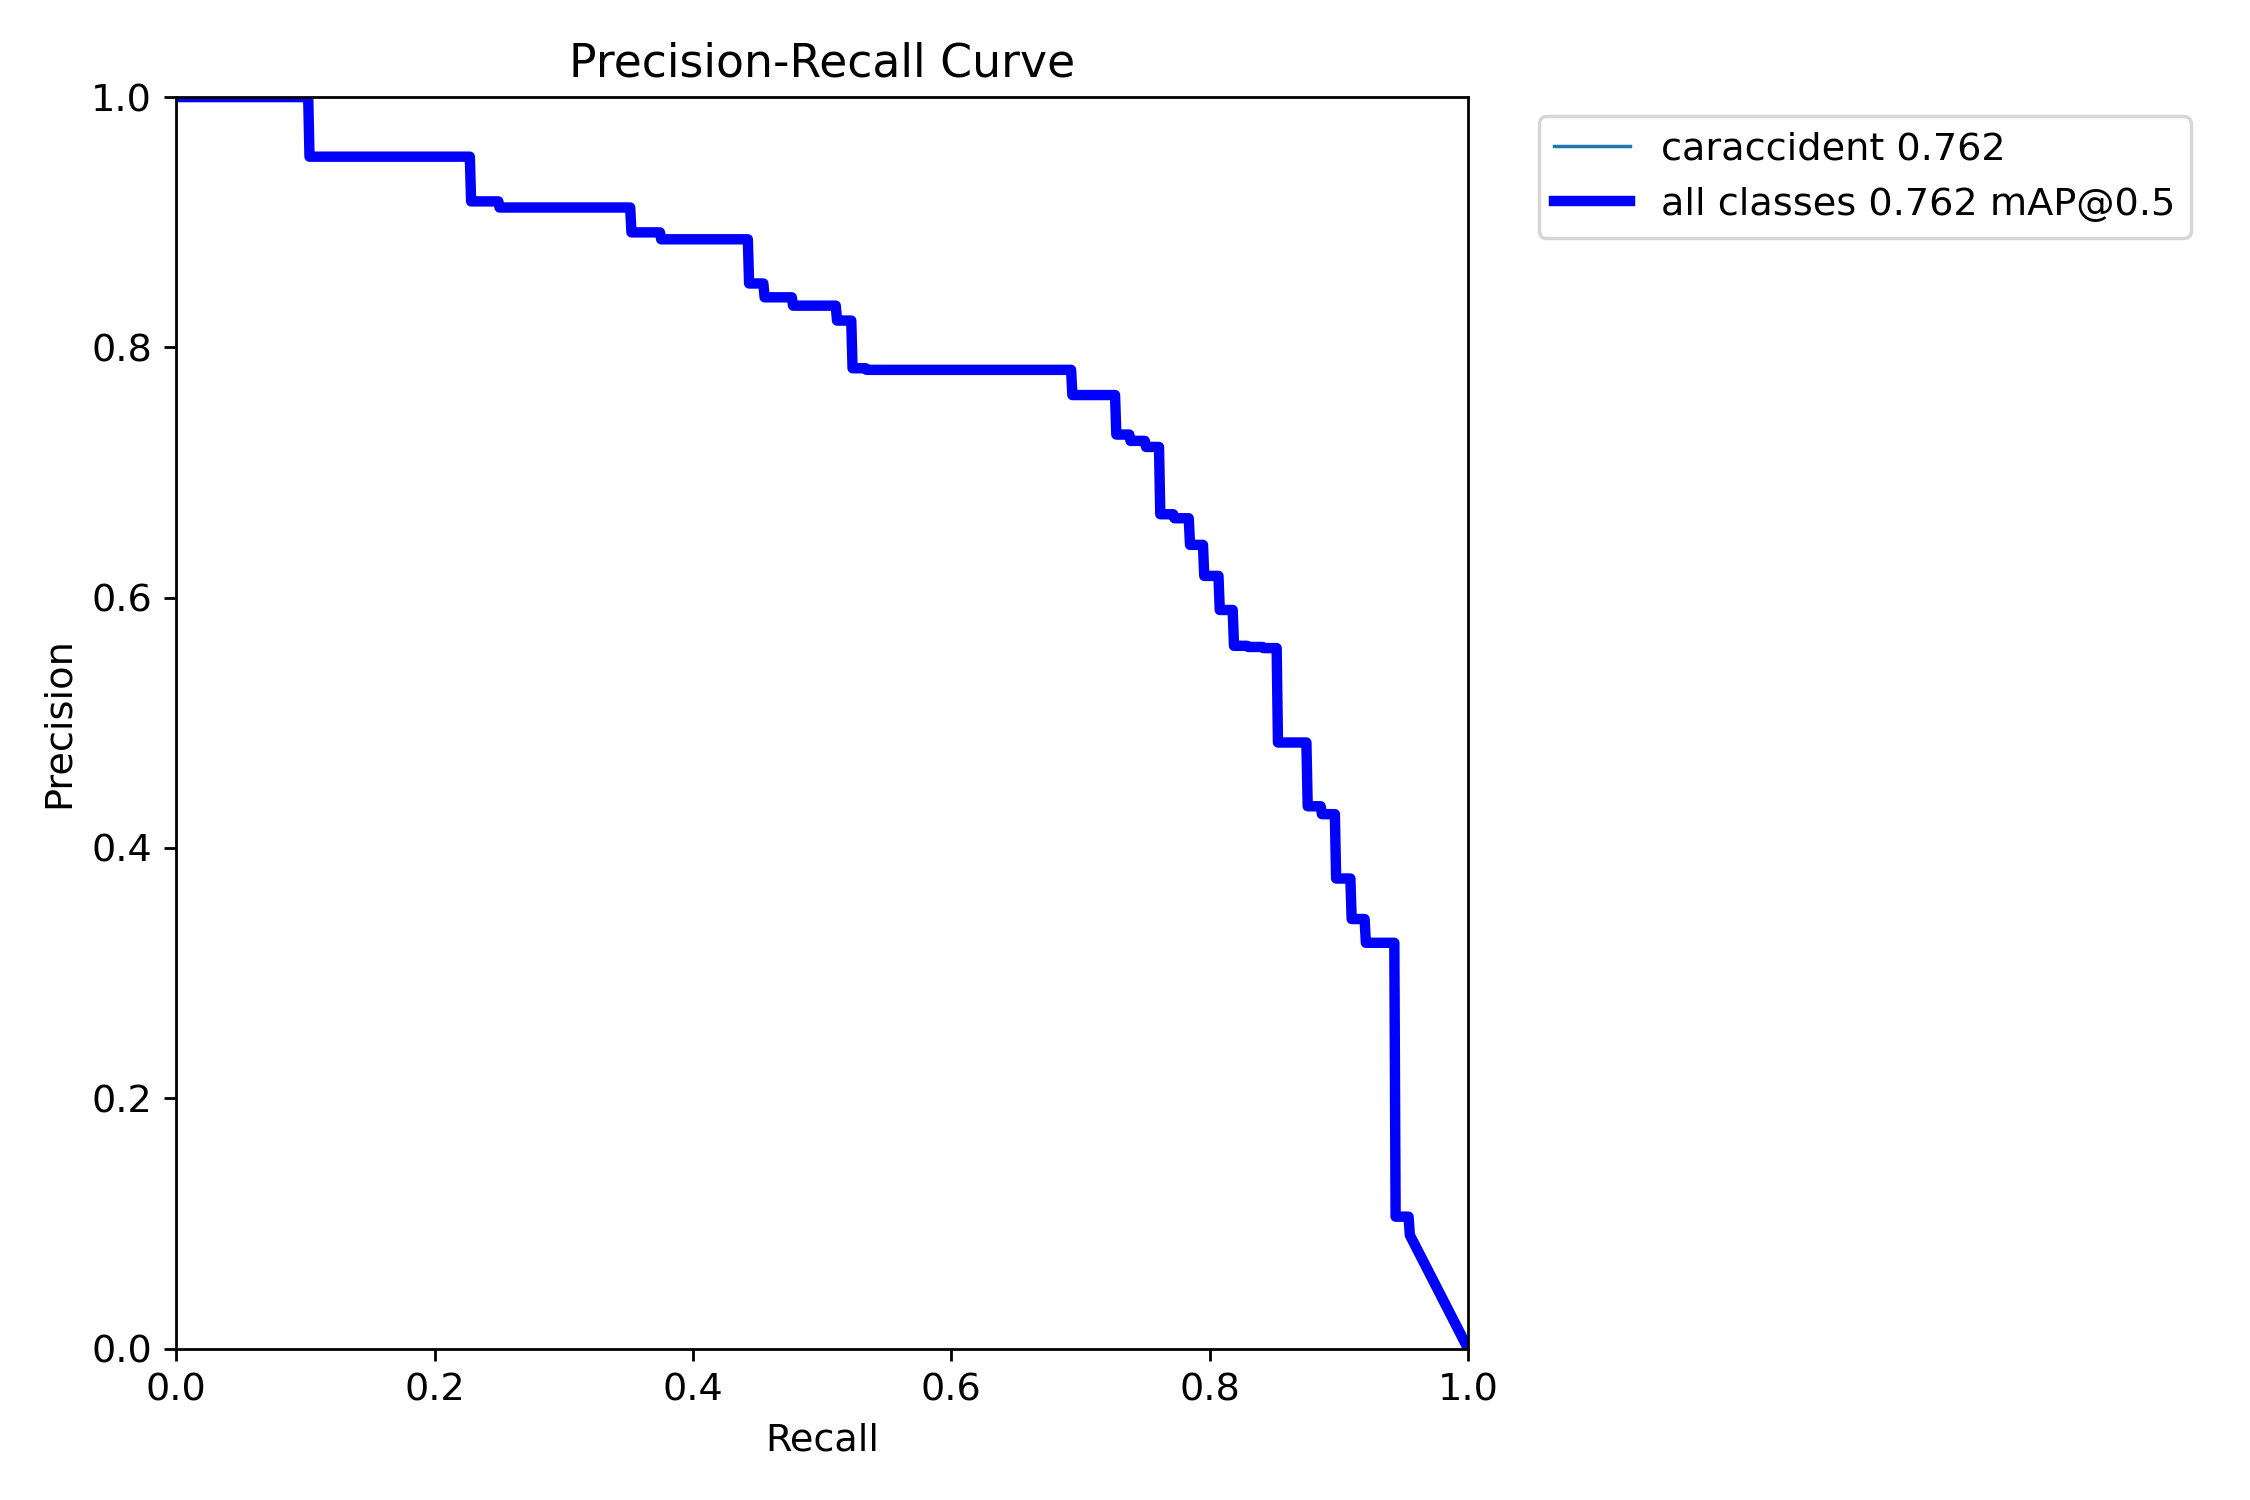 Precision-Recall Curve
1.0
0.8
0.6
0.4
0.2
0.0
Precision
0.0 0.2 0.4 0.6 0.8 1.0
Recall
caraccident 0.762
all classes 0.762 mAP@0.5